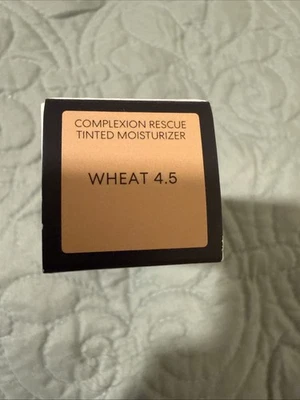 COMPLEXION RESCUE
TINTED MOISTURIZER
WHEAT 4.5